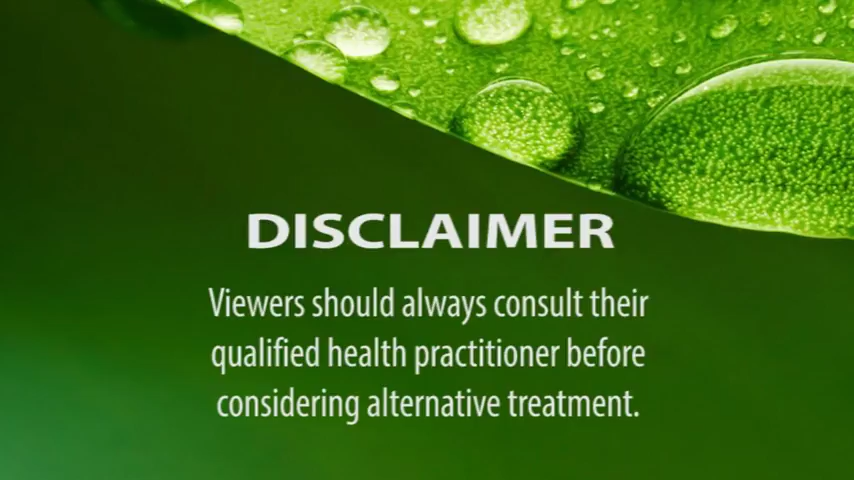 DISCLAIMER
Viewers should always consult their
qualified health practitioner before
considering alternative treatment.